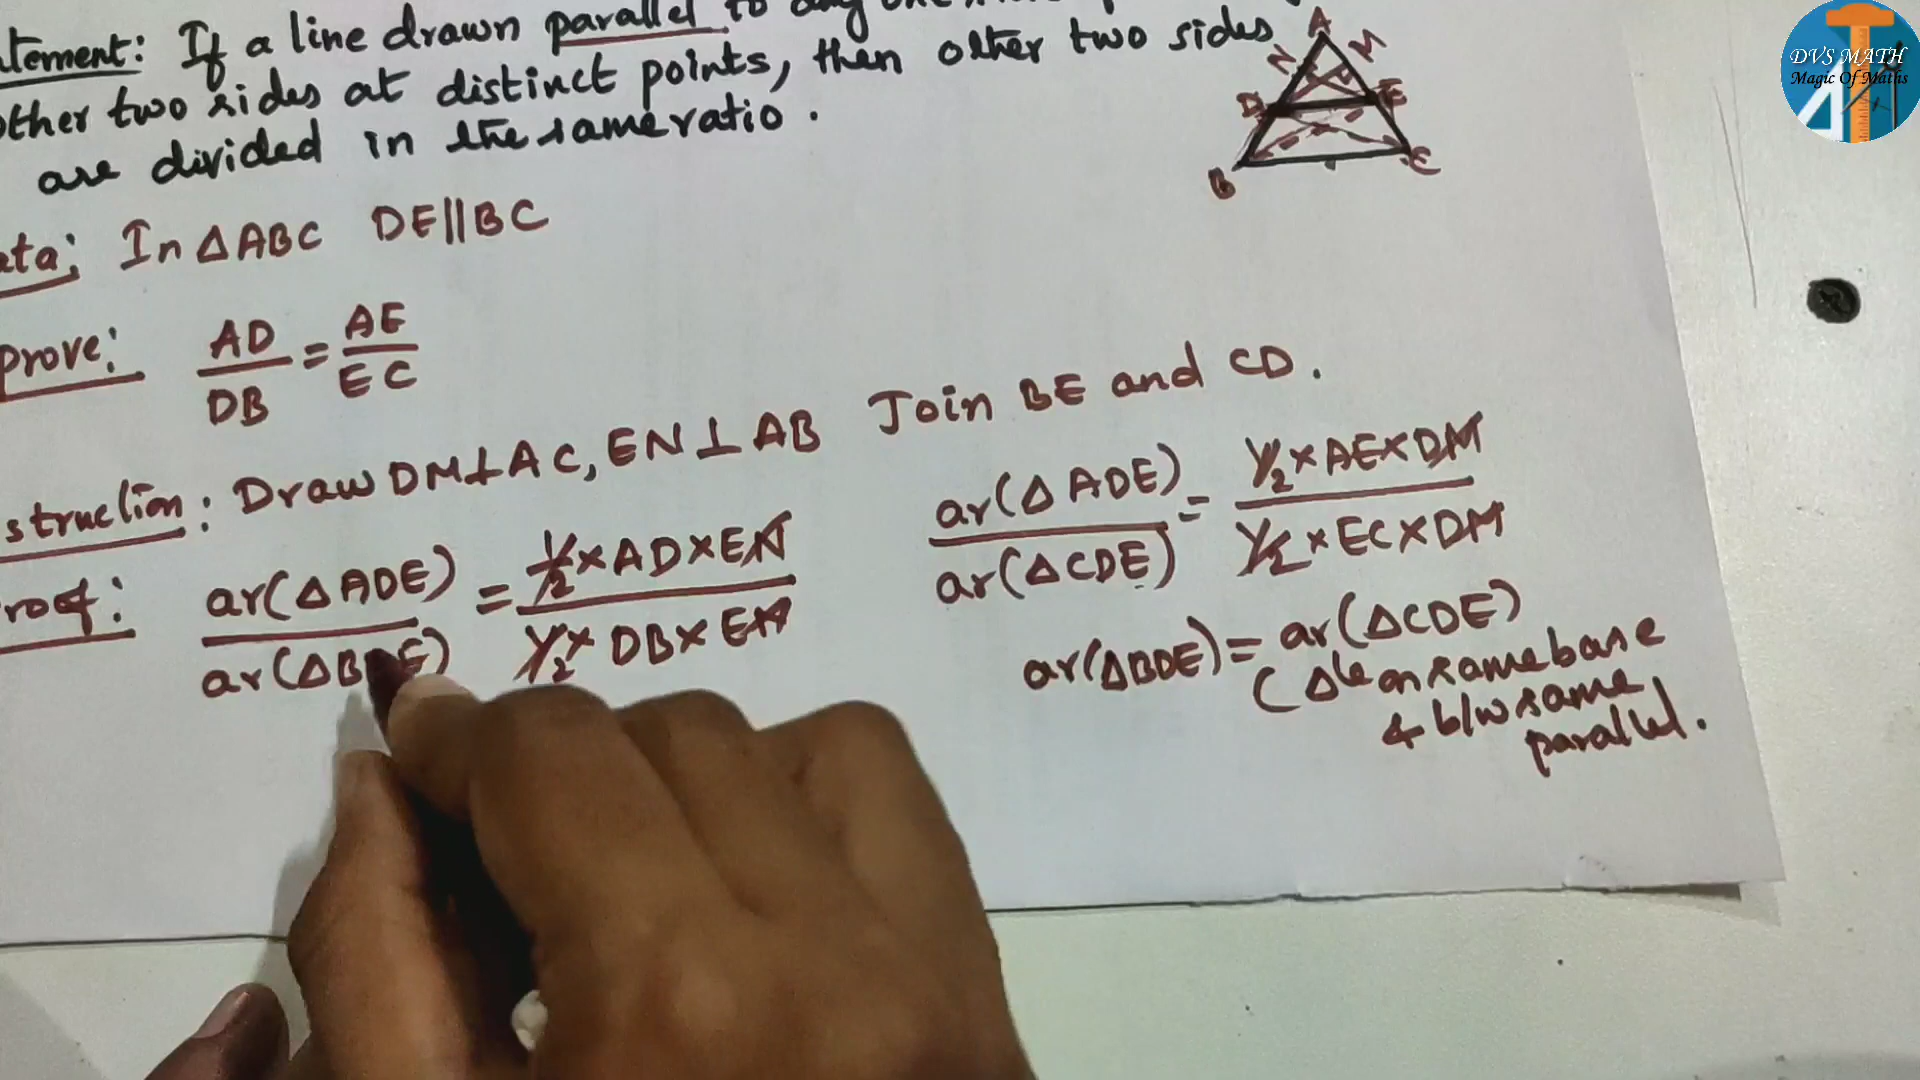 tement: If a line drawn parallel to any one
other two sides at distinct points, then other two sides
are divided in the same ratio.
ata: In ΔABC DE||BC
prove: AD/DB = AE/EC
struction: Draw DM⊥AC, EN⊥AB Join BE and CD.
roof: ar(ΔADE)/ar(ΔBDE) = 1/2×AD×EN / 1/2×DB×EN
ar(ΔADE)/ar(ΔCDE) = 1/2×AE×DM / 1/2×EC×DM
ar(ΔBDE) = ar(ΔCDE)
(Δle on same base
& b/w same
parallel.
A
N
M
D
E
B
C
DVS MATH
Magic Of Maths